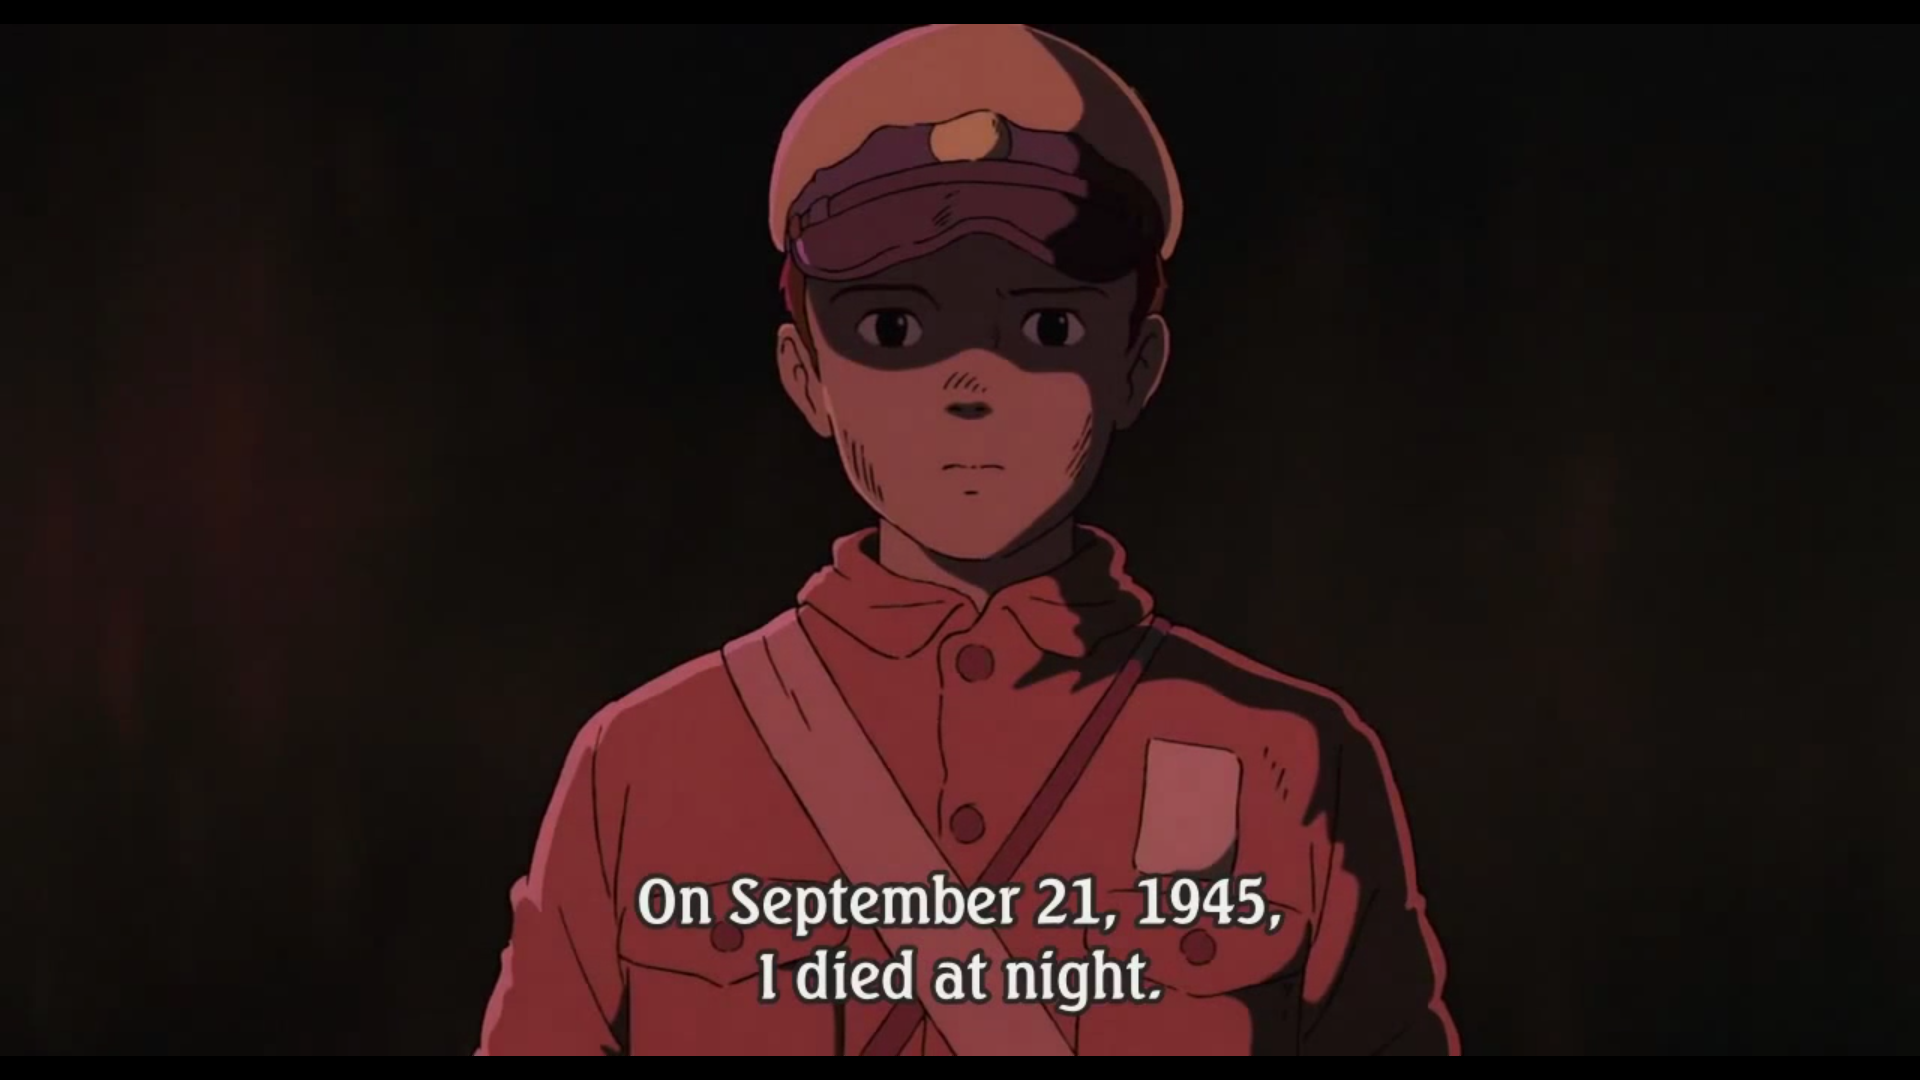 On September 21, 1945,
I died at night.